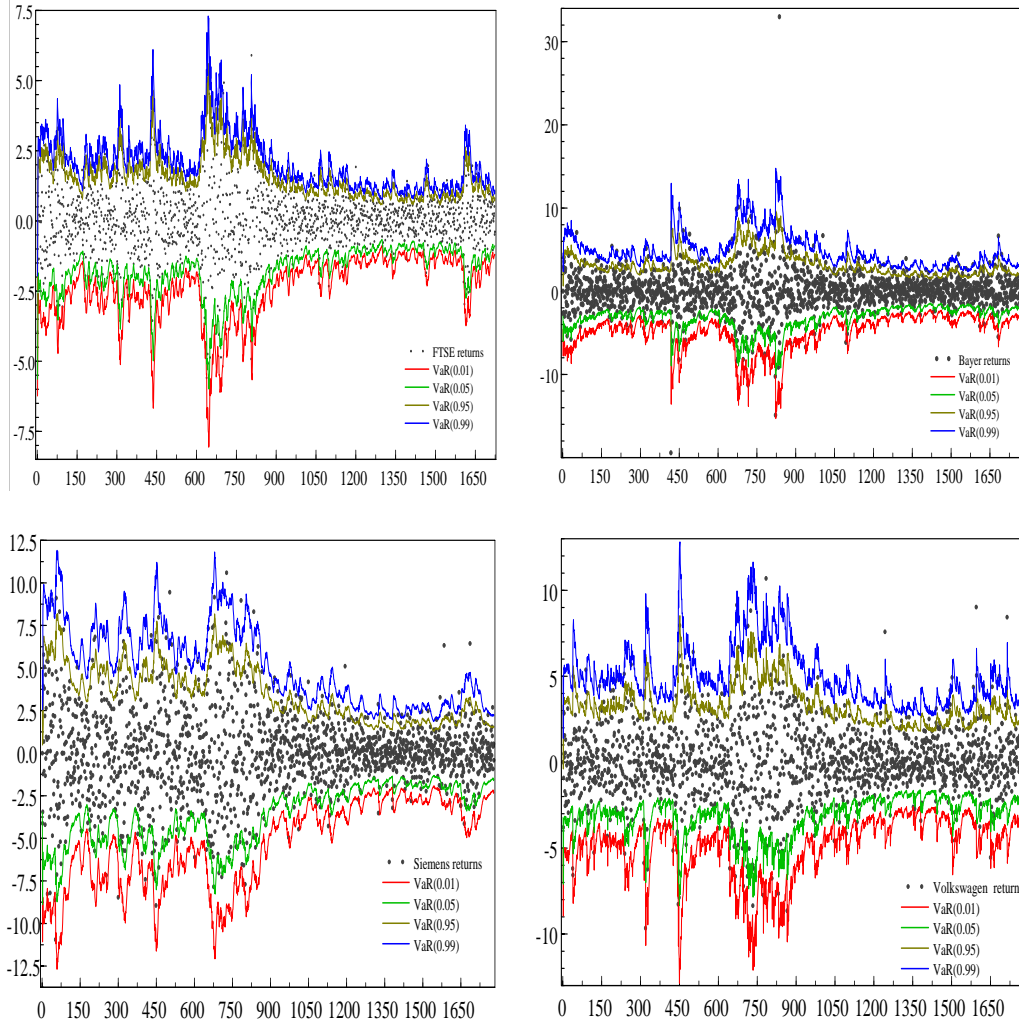 7.5
5.0
2.5
0.0
-2.5
-5.0
-7.5
FTSE returns
VaR(0.01)
VaR(0.05)
VaR(0.95)
VaR(0.99)
0 150 300 450 600 750 900 1050 1200 1350 1500 1650
30
20
10
0
-10
Bayer returns
VaR(0.01)
VaR(0.05)
VaR(0.95)
VaR(0.99)
0 150 300 450 600 750 900 1050 1200 1350 1500 1650
12.5
10.0
7.5
5.0
2.5
0.0
-2.5
-5.0
-7.5
-10.0
-12.5
Siemens returns
VaR(0.01)
VaR(0.05)
VaR(0.95)
VaR(0.99)
0 150 300 450 600 750 900 1050 1200 1350 1500 1650
10
5
0
-5
-10
Volkswagen return
VaR(0.01)
VaR(0.05)
VaR(0.95)
VaR(0.99)
0 150 300 450 600 750 900 1050 1200 1350 1500 1650